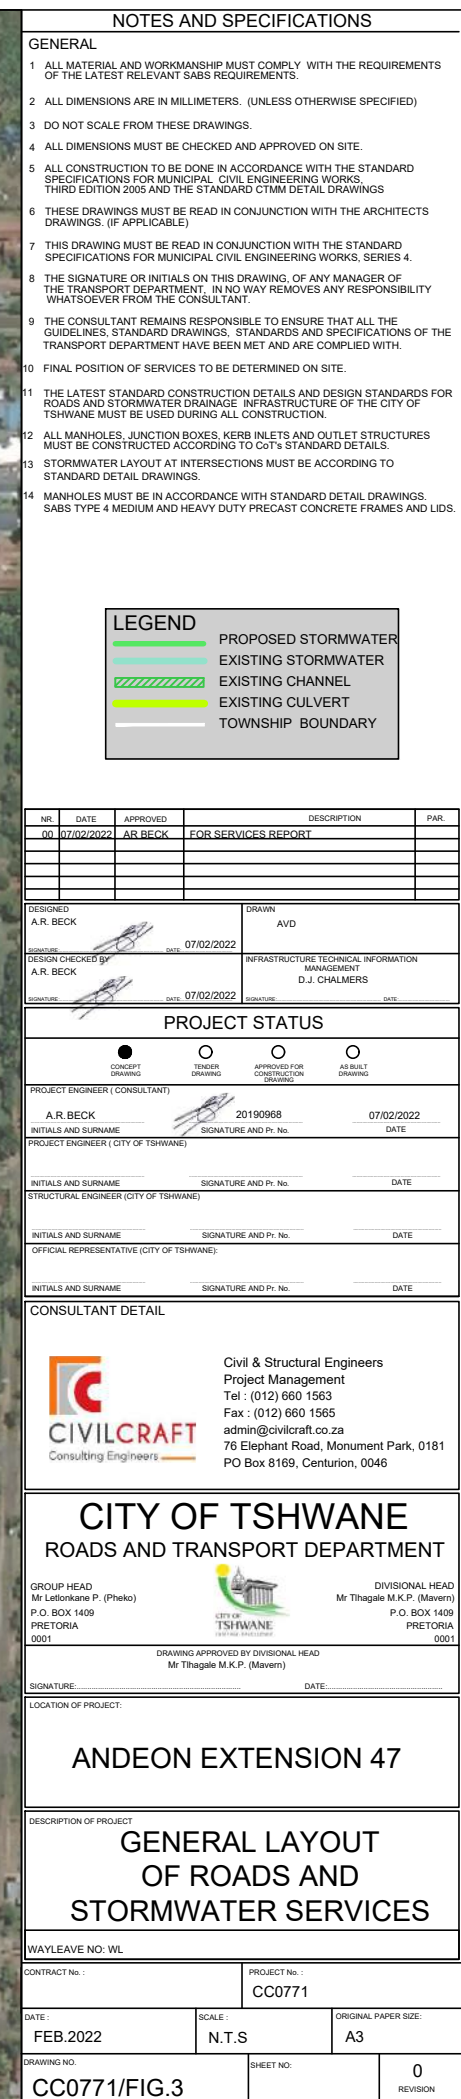 NOTES AND SPECIFICATIONS
GENERAL
1 ALL MATERIAL AND WORKMANSHIP MUST COMPLY WITH THE REQUIREMENTS
OF THE LATEST RELEVANT SABS REQUIREMENTS.
2 ALL DIMENSIONS ARE IN MILLIMETERS. (UNLESS OTHERWISE SPECIFIED)
3 DO NOT SCALE FROM THESE DRAWINGS.
4 ALL DIMENSIONS MUST BE CHECKED AND APPROVED ON SITE.
5 ALL CONSTRUCTION TO BE DONE IN ACCORDANCE WITH THE STANDARD
SPECIFICATIONS FOR MUNICIPAL CIVIL ENGINEERING WORKS,
THIRD EDITION 2005 AND THE STANDARD CTMM DETAIL DRAWINGS
6 THESE DRAWINGS MUST BE READ IN CONJUNCTION WITH THE ARCHITECTS
DRAWINGS. (IF APPLICABLE)
7 THIS DRAWING MUST BE READ IN CONJUNCTION WITH THE STANDARD
SPECIFICATIONS FOR MUNICIPAL CIVIL ENGINEERING WORKS, SERIES 4.
8 THE SIGNATURE OR INITIALS ON THIS DRAWING, OF ANY MANAGER OF
THE TRANSPORT DEPARTMENT, IN NO WAY REMOVES ANY RESPONSIBILITY
WHATSOEVER FROM THE CONSULTANT.
9 THE CONSULTANT REMAINS RESPONSIBLE TO ENSURE THAT ALL THE
GUIDELINES, STANDARD DRAWINGS, STANDARDS AND SPECIFICATIONS OF THE
TRANSPORT DEPARTMENT HAVE BEEN MET AND ARE COMPLIED WITH.
10 FINAL POSITION OF SERVICES TO BE DETERMINED ON SITE.
11 THE LATEST STANDARD CONSTRUCTION DETAILS AND DESIGN STANDARDS FOR
ROADS AND STORMWATER DRAINAGE INFRASTRUCTURE OF THE CITY OF
TSHWANE MUST BE USED DURING ALL CONSTRUCTION.
12 ALL MANHOLES, JUNCTION BOXES, KERB INLETS AND OUTLET STRUCTURES
MUST BE CONSTRUCTED ACCORDING TO CoT's STANDARD DETAILS.
13 STORMWATER LAYOUT AT INTERSECTIONS MUST BE ACCORDING TO
STANDARD DETAIL DRAWINGS.
14 MANHOLES MUST BE IN ACCORDANCE WITH STANDARD DETAIL DRAWINGS.
SABS TYPE 4 MEDIUM AND HEAVY DUTY PRECAST CONCRETE FRAMES AND LIDS.
LEGEND
PROPOSED STORMWATER
EXISTING STORMWATER
EXISTING CHANNEL
EXISTING CULVERT
TOWNSHIP BOUNDARY
NR. DATE APPROVED DESCRIPTION PAR.
00 07/02/2022 AR BECK FOR SERVICES REPORT
DESIGNED DRAWN
A.R. BECK AVD
SIGNATURE: DATE: 07/02/2022
DESIGN CHECKED BY INFRASTRUCTURE TECHNICAL INFORMATION
MANAGEMENT
A.R. BECK D.J. CHALMERS
SIGNATURE: DATE: 07/02/2022 SIGNATURE: DATE:
PROJECT STATUS
CONCEPT DRAWING TENDER DRAWING APPROVED FOR CONSTRUCTION DRAWING AS BUILT DRAWING
PROJECT ENGINEER ( CONSULTANT)
A.R.BECK 20190968 07/02/2022
INITIALS AND SURNAME SIGNATURE AND Pr. No. DATE
PROJECT ENGINEER ( CITY OF TSHWANE)
INITIALS AND SURNAME SIGNATURE AND Pr. No. DATE
STRUCTURAL ENGINEER (CITY OF TSHWANE)
INITIALS AND SURNAME SIGNATURE AND Pr. No. DATE
OFFICIAL REPRESENTATIVE (CITY OF TSHWANE):
INITIALS AND SURNAME SIGNATURE AND Pr. No. DATE
CONSULTANT DETAIL
CIVILCRAFT
Consulting Engineers
Civil & Structural Engineers
Project Management
Tel : (012) 660 1563
Fax : (012) 660 1565
admin@civilcraft.co.za
76 Elephant Road, Monument Park, 0181
PO Box 8169, Centurion, 0046
CITY OF TSHWANE
ROADS AND TRANSPORT DEPARTMENT
GROUP HEAD
Mr Letlonkane P. (Pheko)
P.O. BOX 1409
PRETORIA
0001
CITY OF
TSHWANE
DIVISIONAL HEAD
Mr Tlhagale M.K.P. (Mavern)
P.O. BOX 1409
PRETORIA
0001
DRAWING APPROVED BY DIVISIONAL HEAD
Mr Tlhagale M.K.P. (Mavern)
SIGNATURE: DATE:
LOCATION OF PROJECT:
ANDEON EXTENSION 47
DESCRIPTION OF PROJECT
GENERAL LAYOUT
OF ROADS AND
STORMWATER SERVICES
WAYLEAVE NO: WL
CONTRACT No. : PROJECT No. :
CC0771
DATE : SCALE : ORIGINAL PAPER SIZE:
FEB.2022 N.T.S A3
DRAWING NO. SHEET NO: 0
CC0771/FIG.3 REVISION